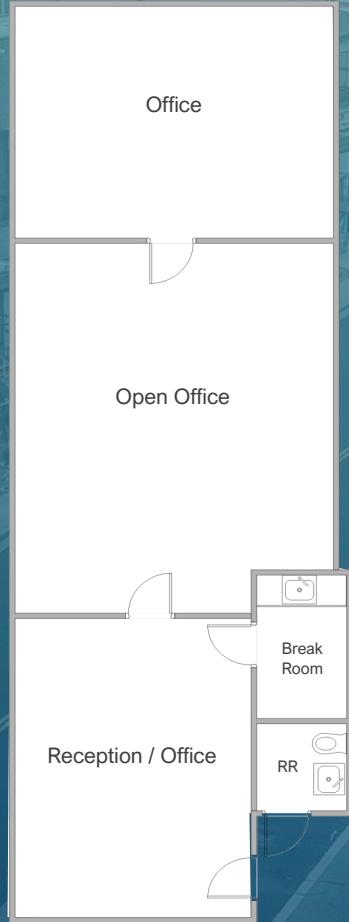 Office
Open Office
Break
Room
Reception / Office
RR